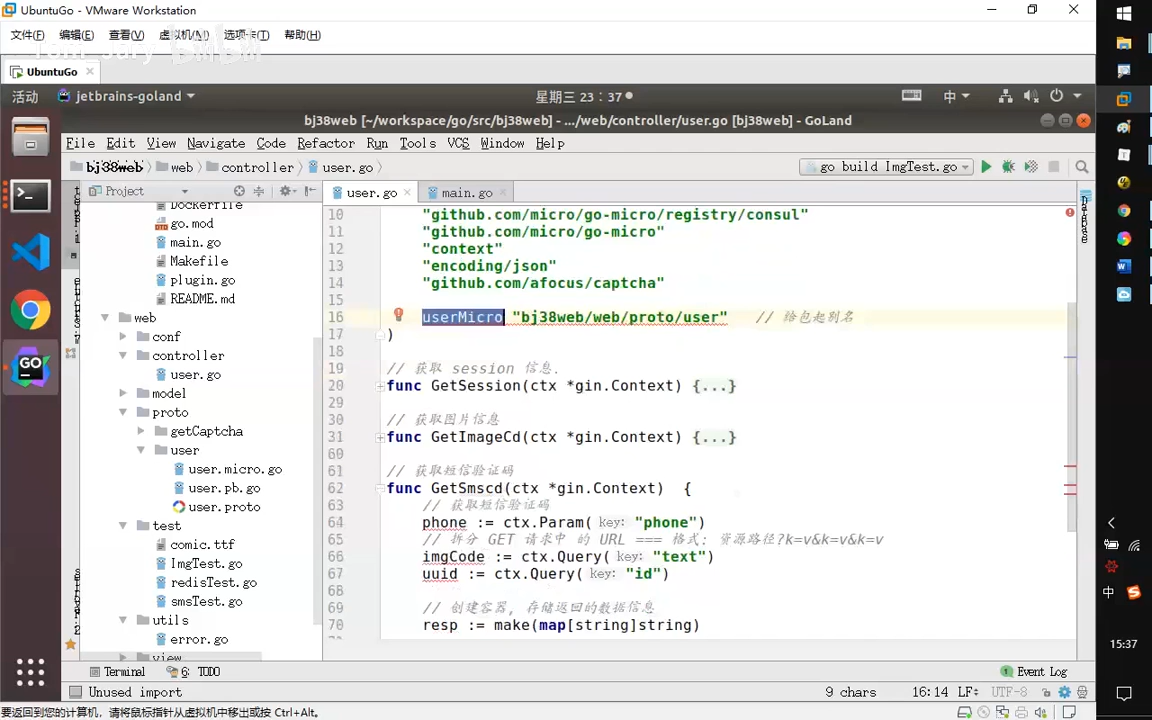 UbuntuGo - VMware Workstation
文件(F) 编辑(E) 查看(V) 虚拟机(M) 选项卡(T) 帮助(H)
UbuntuGo
活动 jetbrains-goland 星期三 23：37 中
bj38web [~/workspace/go/src/bj38web] - .../web/controller/user.go [bj38web] - GoLand
File Edit View Navigate Code Refactor Run Tools VCS Window Help
bj38web web controller user.go go build ImgTest.go
Project user.go main.go
Database
Dockerfile
go.mod
main.go
Makefile
plugin.go
README.md
web
conf
controller
user.go
model
proto
getCaptcha
user
user.micro.go
user.pb.go
user.proto
test
comic.ttf
ImgTest.go
redisTest.go
smsTest.go
utils
error.go
view
10 "github.com/micro/go-micro/registry/consul"
11 "github.com/micro/go-micro"
12 "context"
13 "encoding/json"
14 "github.com/afocus/captcha"
15
16 userMicro "bj38web/web/proto/user" // 给包起别名
17 )
18
19 // 获取 session 信息.
20 func GetSession(ctx *gin.Context) {...}
29
30 // 获取图片信息
31 func GetImageCd(ctx *gin.Context) {...}
60
61 // 获取短信验证码
62 func GetSmscd(ctx *gin.Context) {
63 // 获取短信验证码
64 phone := ctx.Param( key: "phone")
65 // 拆分 GET 请求中 的 URL === 格式: 资源路径?k=v&k=v&k=v
66 imgCode := ctx.Query( key: "text")
67 uuid := ctx.Query( key: "id")
68
69 // 创建容器, 存储返回的数据信息
70 resp := make(map[string]string)
Terminal 6: TODO Event Log
Unused import 9 chars 16:14 LF÷ UTF-8
要返回到您的计算机，请将鼠标指针从虚拟机中移出或按 Ctrl+Alt。
中
15:37